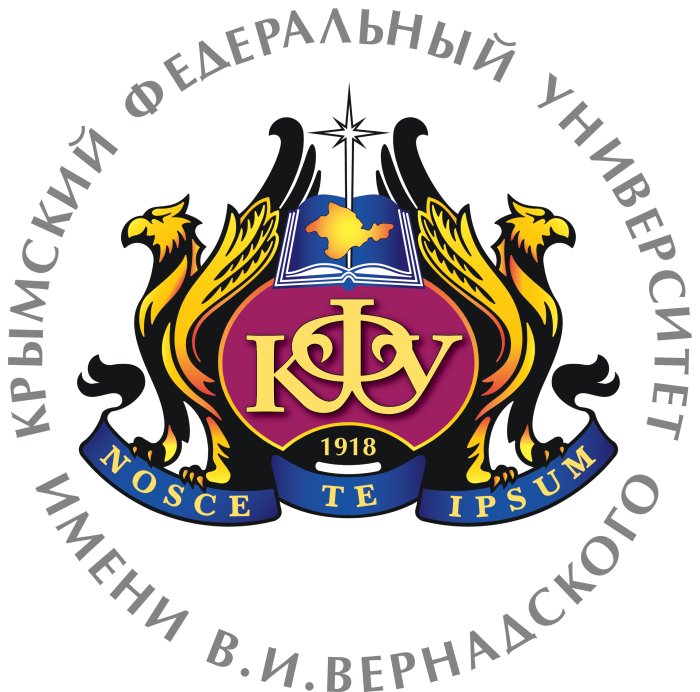 КРЫМСКИЙ ФЕДЕРАЛЬНЫЙ УНИВЕРСИТЕТ
ИМЕНИ В.И.ВЕРНАДСКОГО
КФУ
1918
NOSCE TE IPSUM